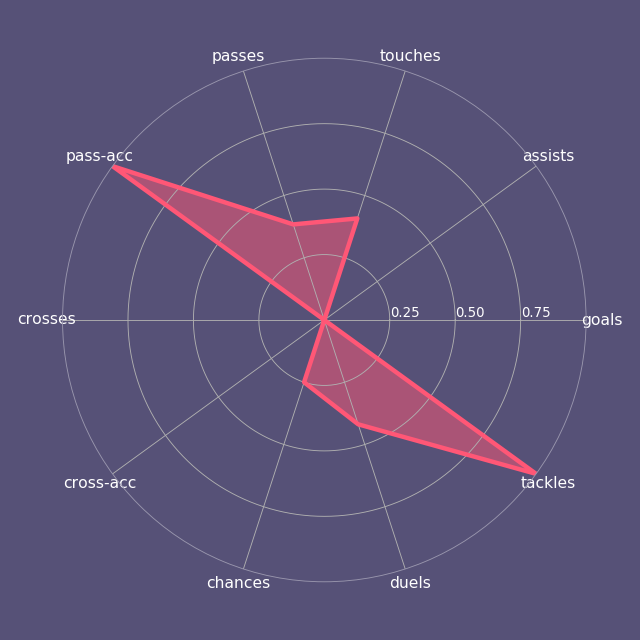 passes
touches
pass-acc
assists
0.25
0.50
0.75
crosses
goals
cross-acc
tackles
chances
duels